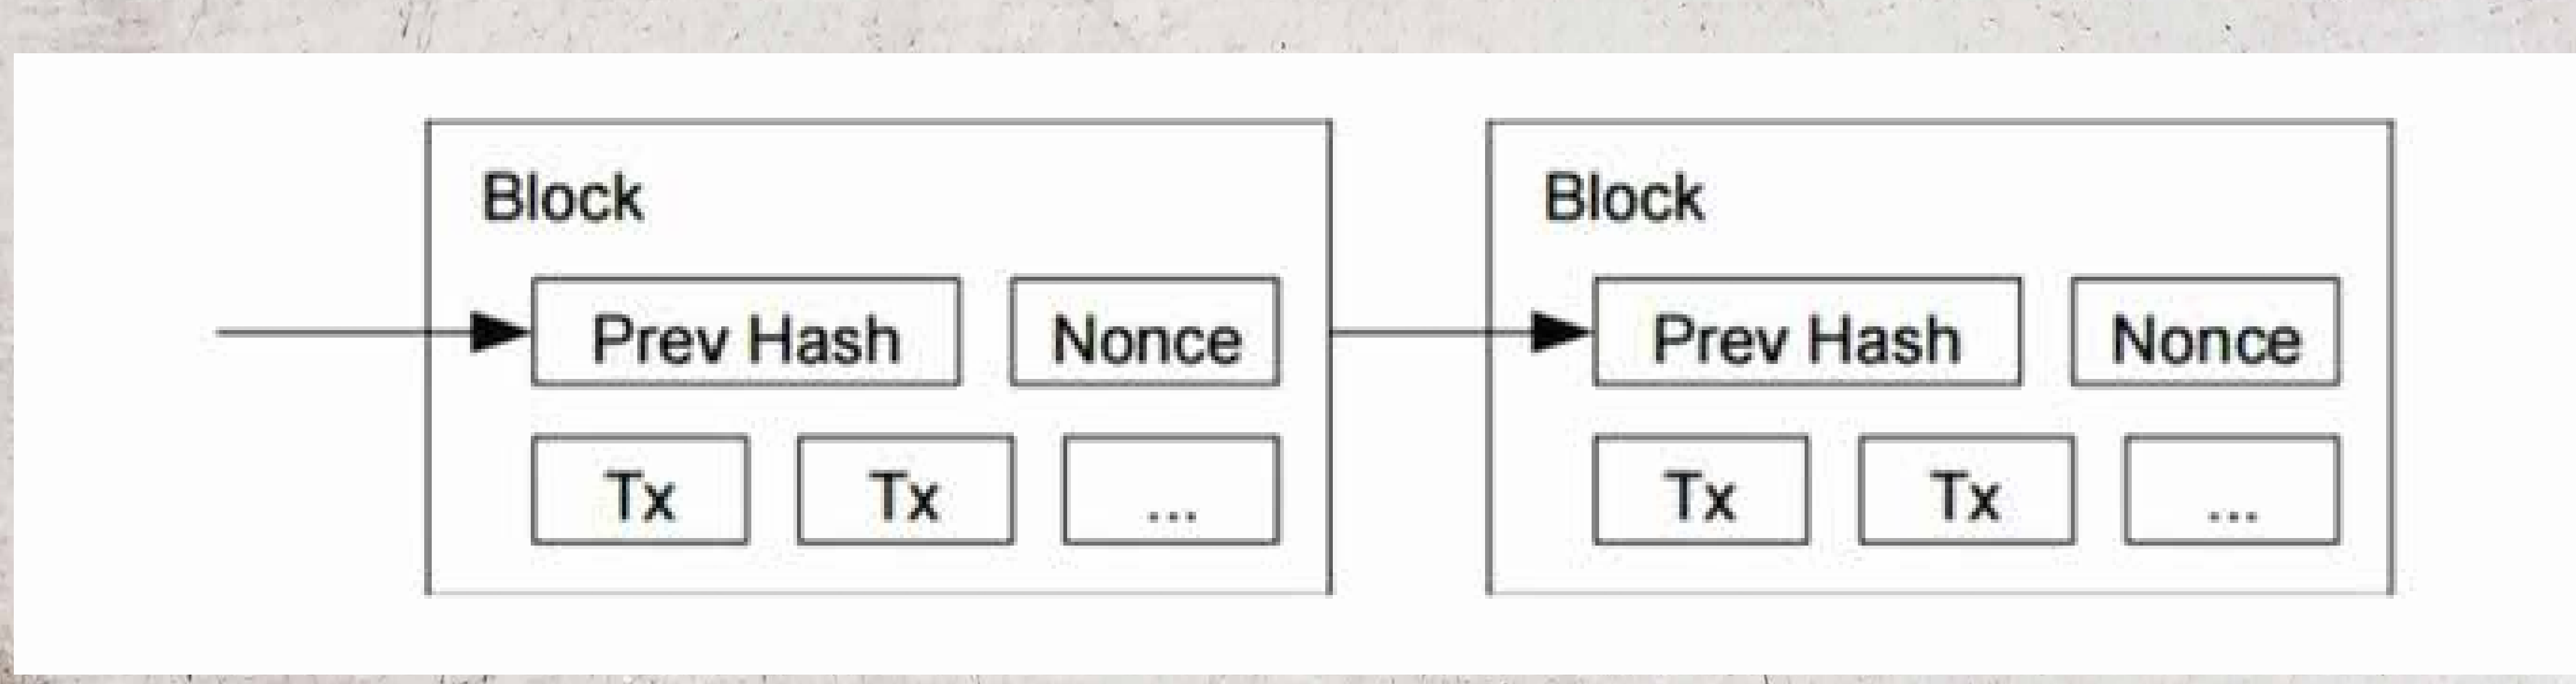 Block
Prev Hash
Nonce
Tx
Tx
...
Block
Prev Hash
Nonce
Tx
Tx
...